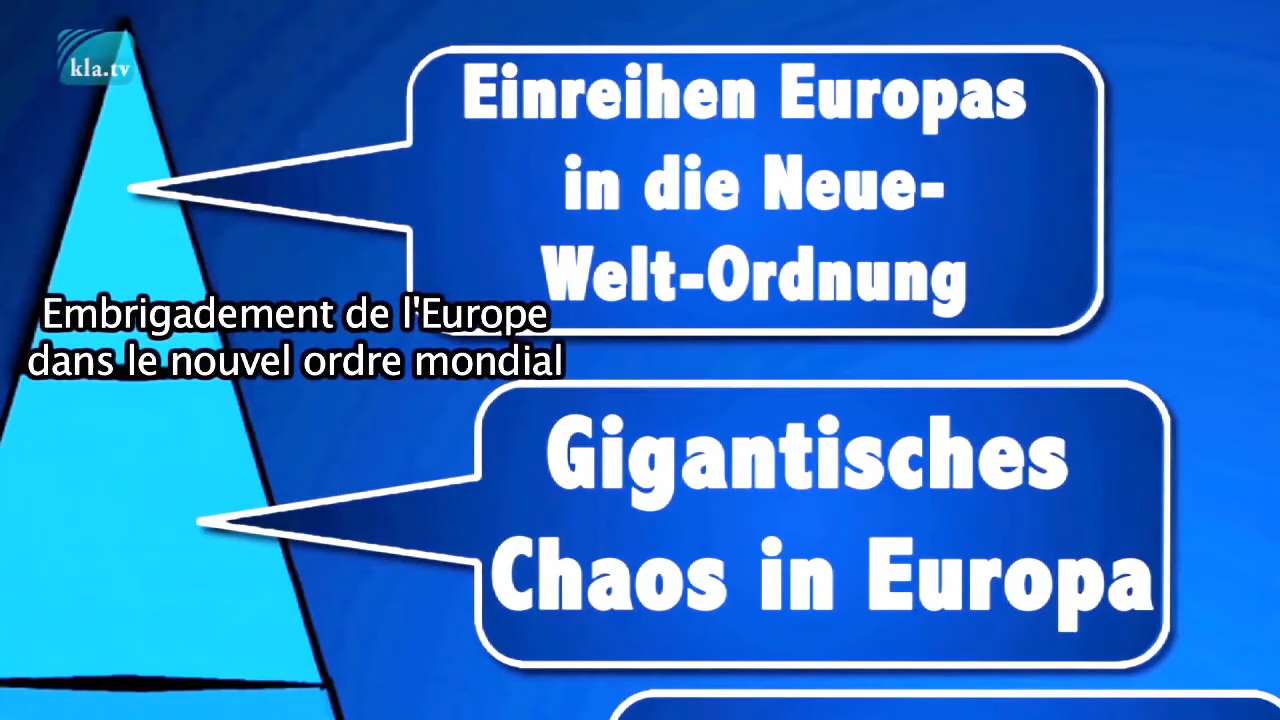 kla.tv
Einreihen Europas
in die Neue-
Welt-Ordnung
Embrigadement de l'Europe
dans le nouvel ordre mondial
Gigantisches
Chaos in Europa